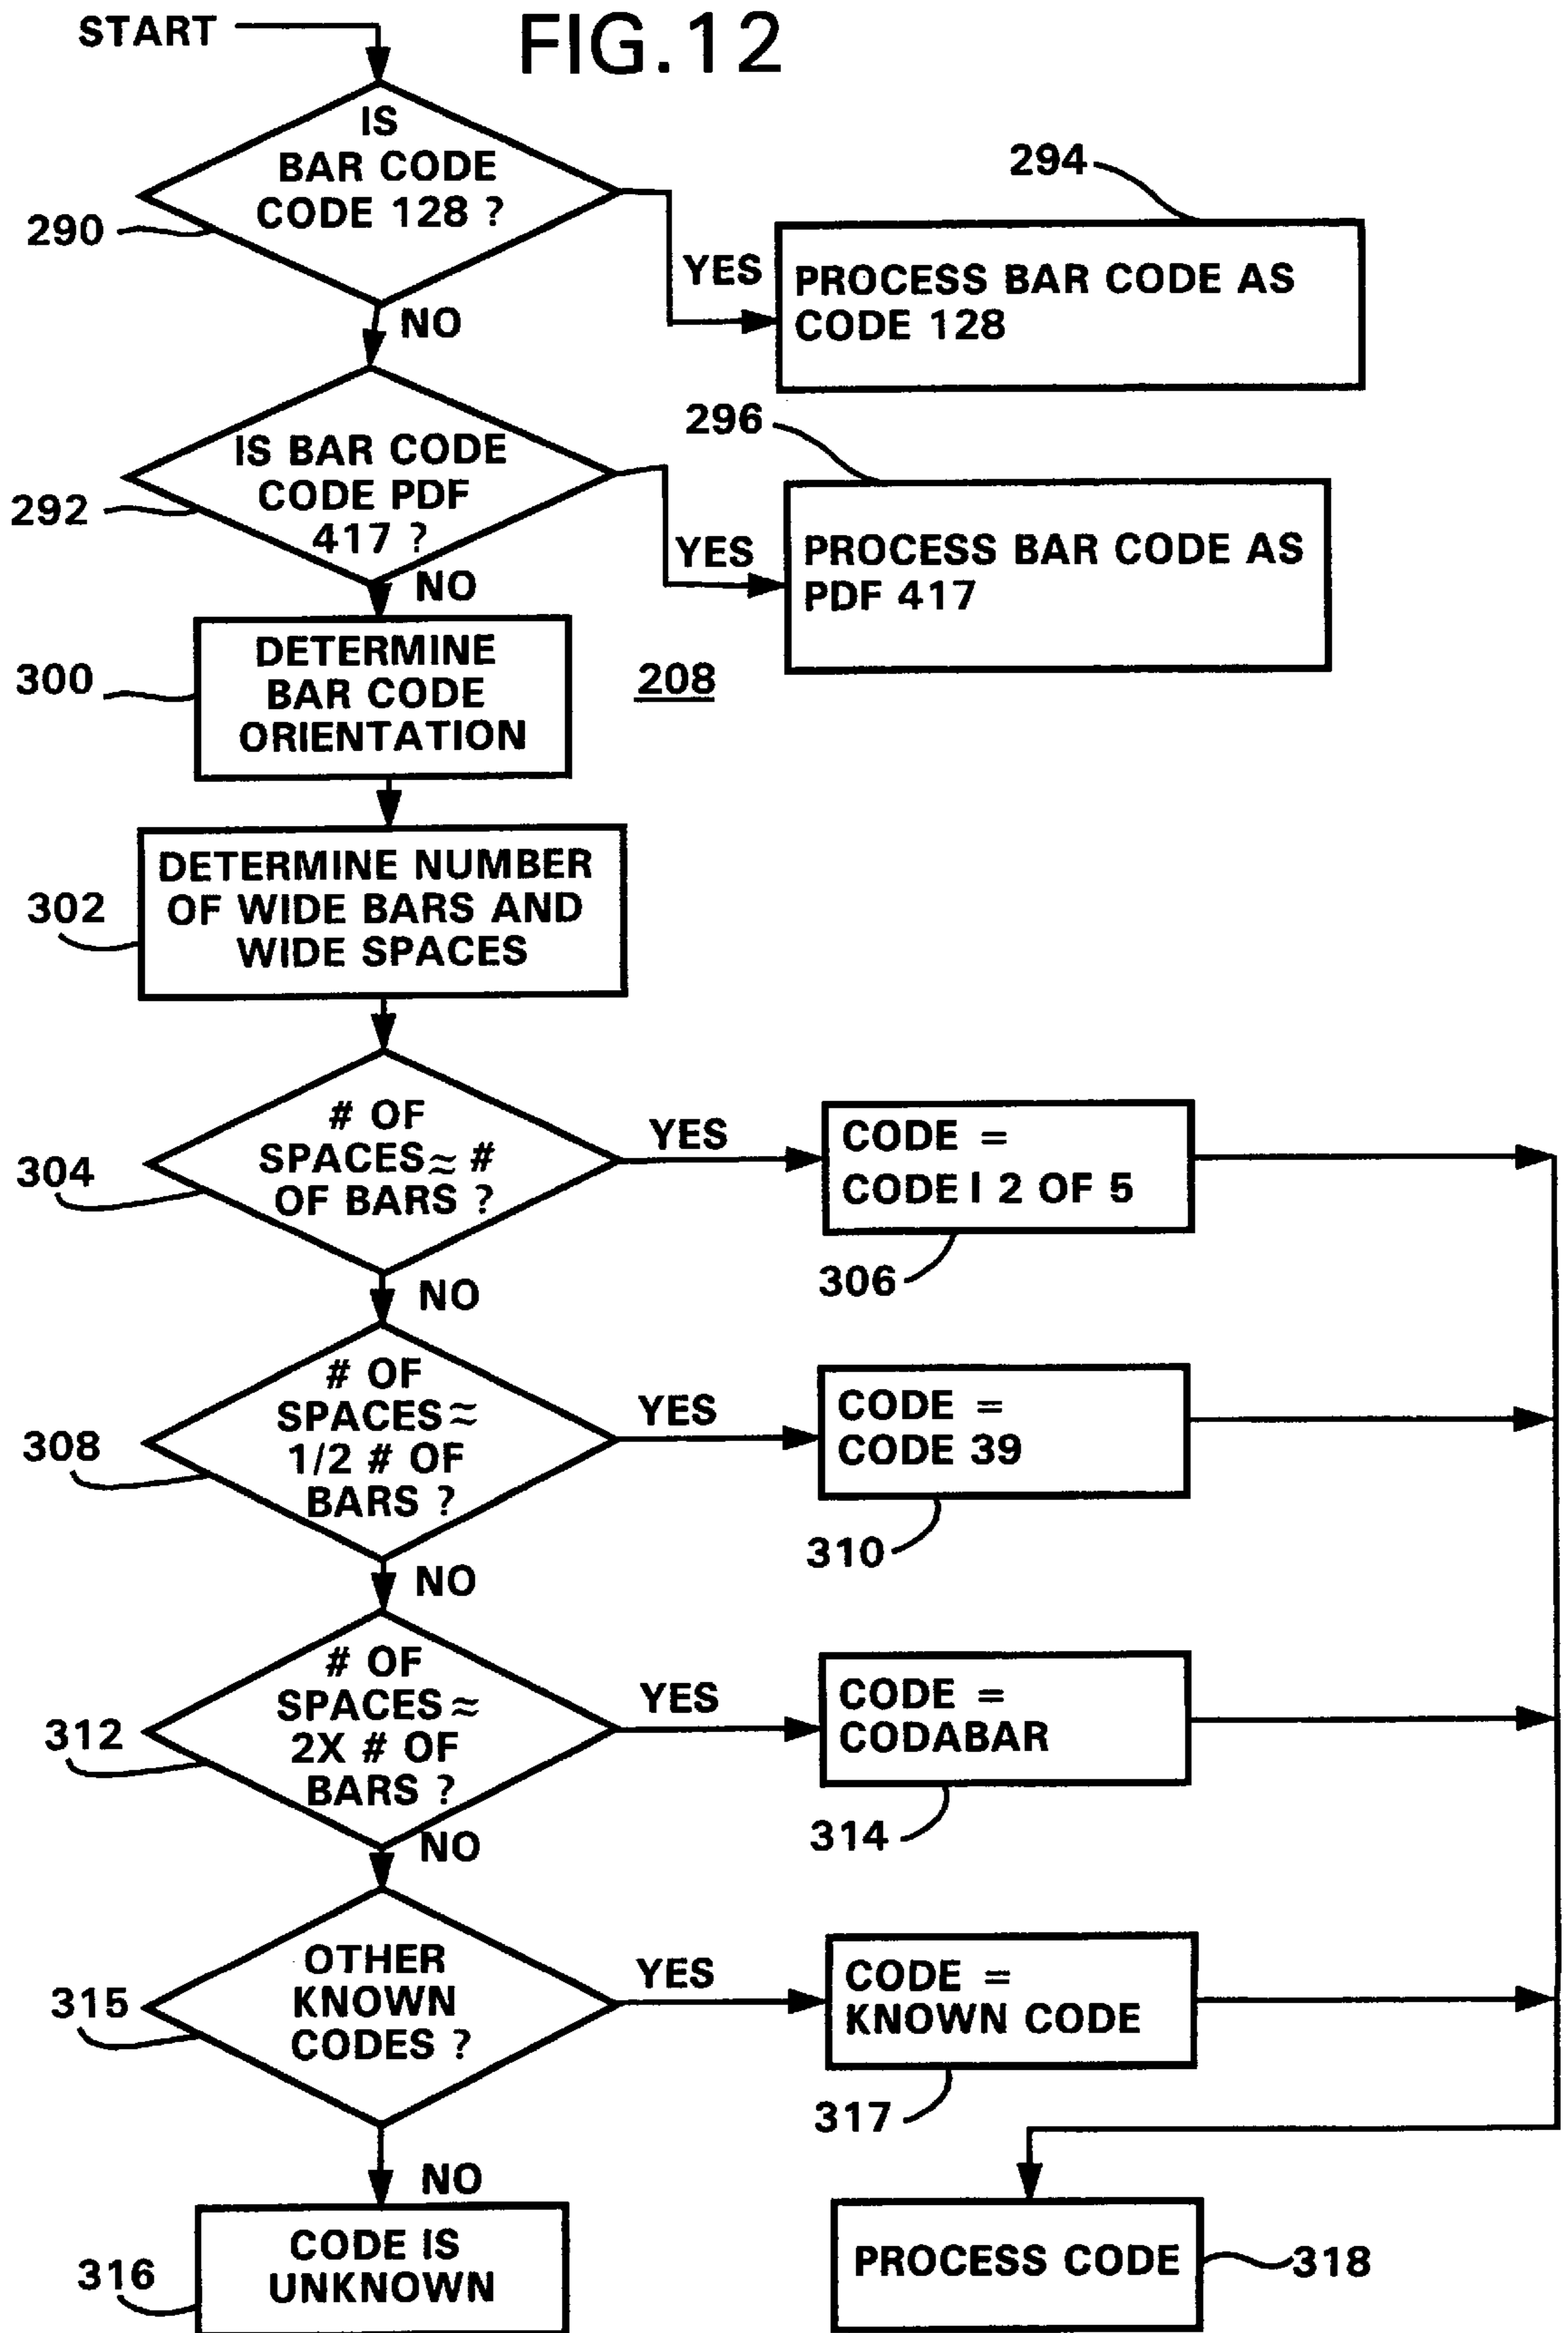 START
FIG.12
IS
BAR CODE
CODE 128 ?
290
294
YES
PROCESS BAR CODE AS
CODE 128
NO
IS BAR CODE
CODE PDF
417 ?
292
296
YES
PROCESS BAR CODE AS
PDF 417
NO
DETERMINE
BAR CODE
ORIENTATION
300
208
DETERMINE NUMBER
OF WIDE BARS AND
WIDE SPACES
302
# OF
SPACES ≈ #
OF BARS ?
304
YES
CODE =
CODE I 2 OF 5
306
NO
# OF
SPACES ≈
1/2 # OF
BARS ?
308
YES
CODE =
CODE 39
310
NO
# OF
SPACES ≈
2X # OF
BARS ?
312
YES
CODE =
CODABAR
314
NO
OTHER
KNOWN
CODES ?
315
YES
CODE =
KNOWN CODE
317
NO
CODE IS
UNKNOWN
316
PROCESS CODE
318